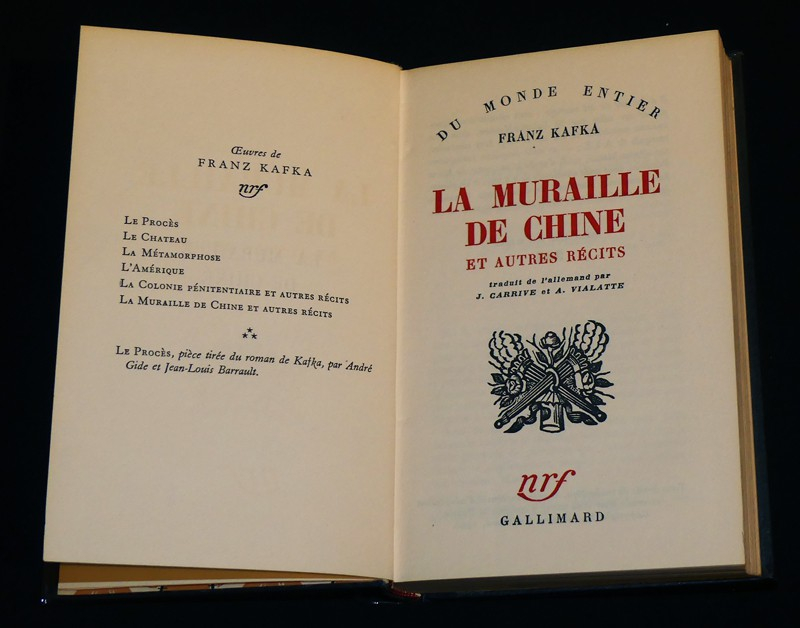 Œuvres de
FRANZ KAFKA
nrf
LE PROCÈS
LE CHATEAU
LA MÉTAMORPHOSE
L'AMÉRIQUE
LA COLONIE PÉNITENTIAIRE ET AUTRES RÉCITS
LA MURAILLE DE CHINE ET AUTRES RÉCITS
LE PROCÈS, pièce tirée du roman de Kafka, par André
Gide et Jean-Louis Barrault.
DU MONDE ENTIER
FRANZ KAFKA
LA MURAILLE
DE CHINE
ET AUTRES RÉCITS
traduit de l'allemand par
J. CARRIVE et A. VIALATTE
nrf
GALLIMARD